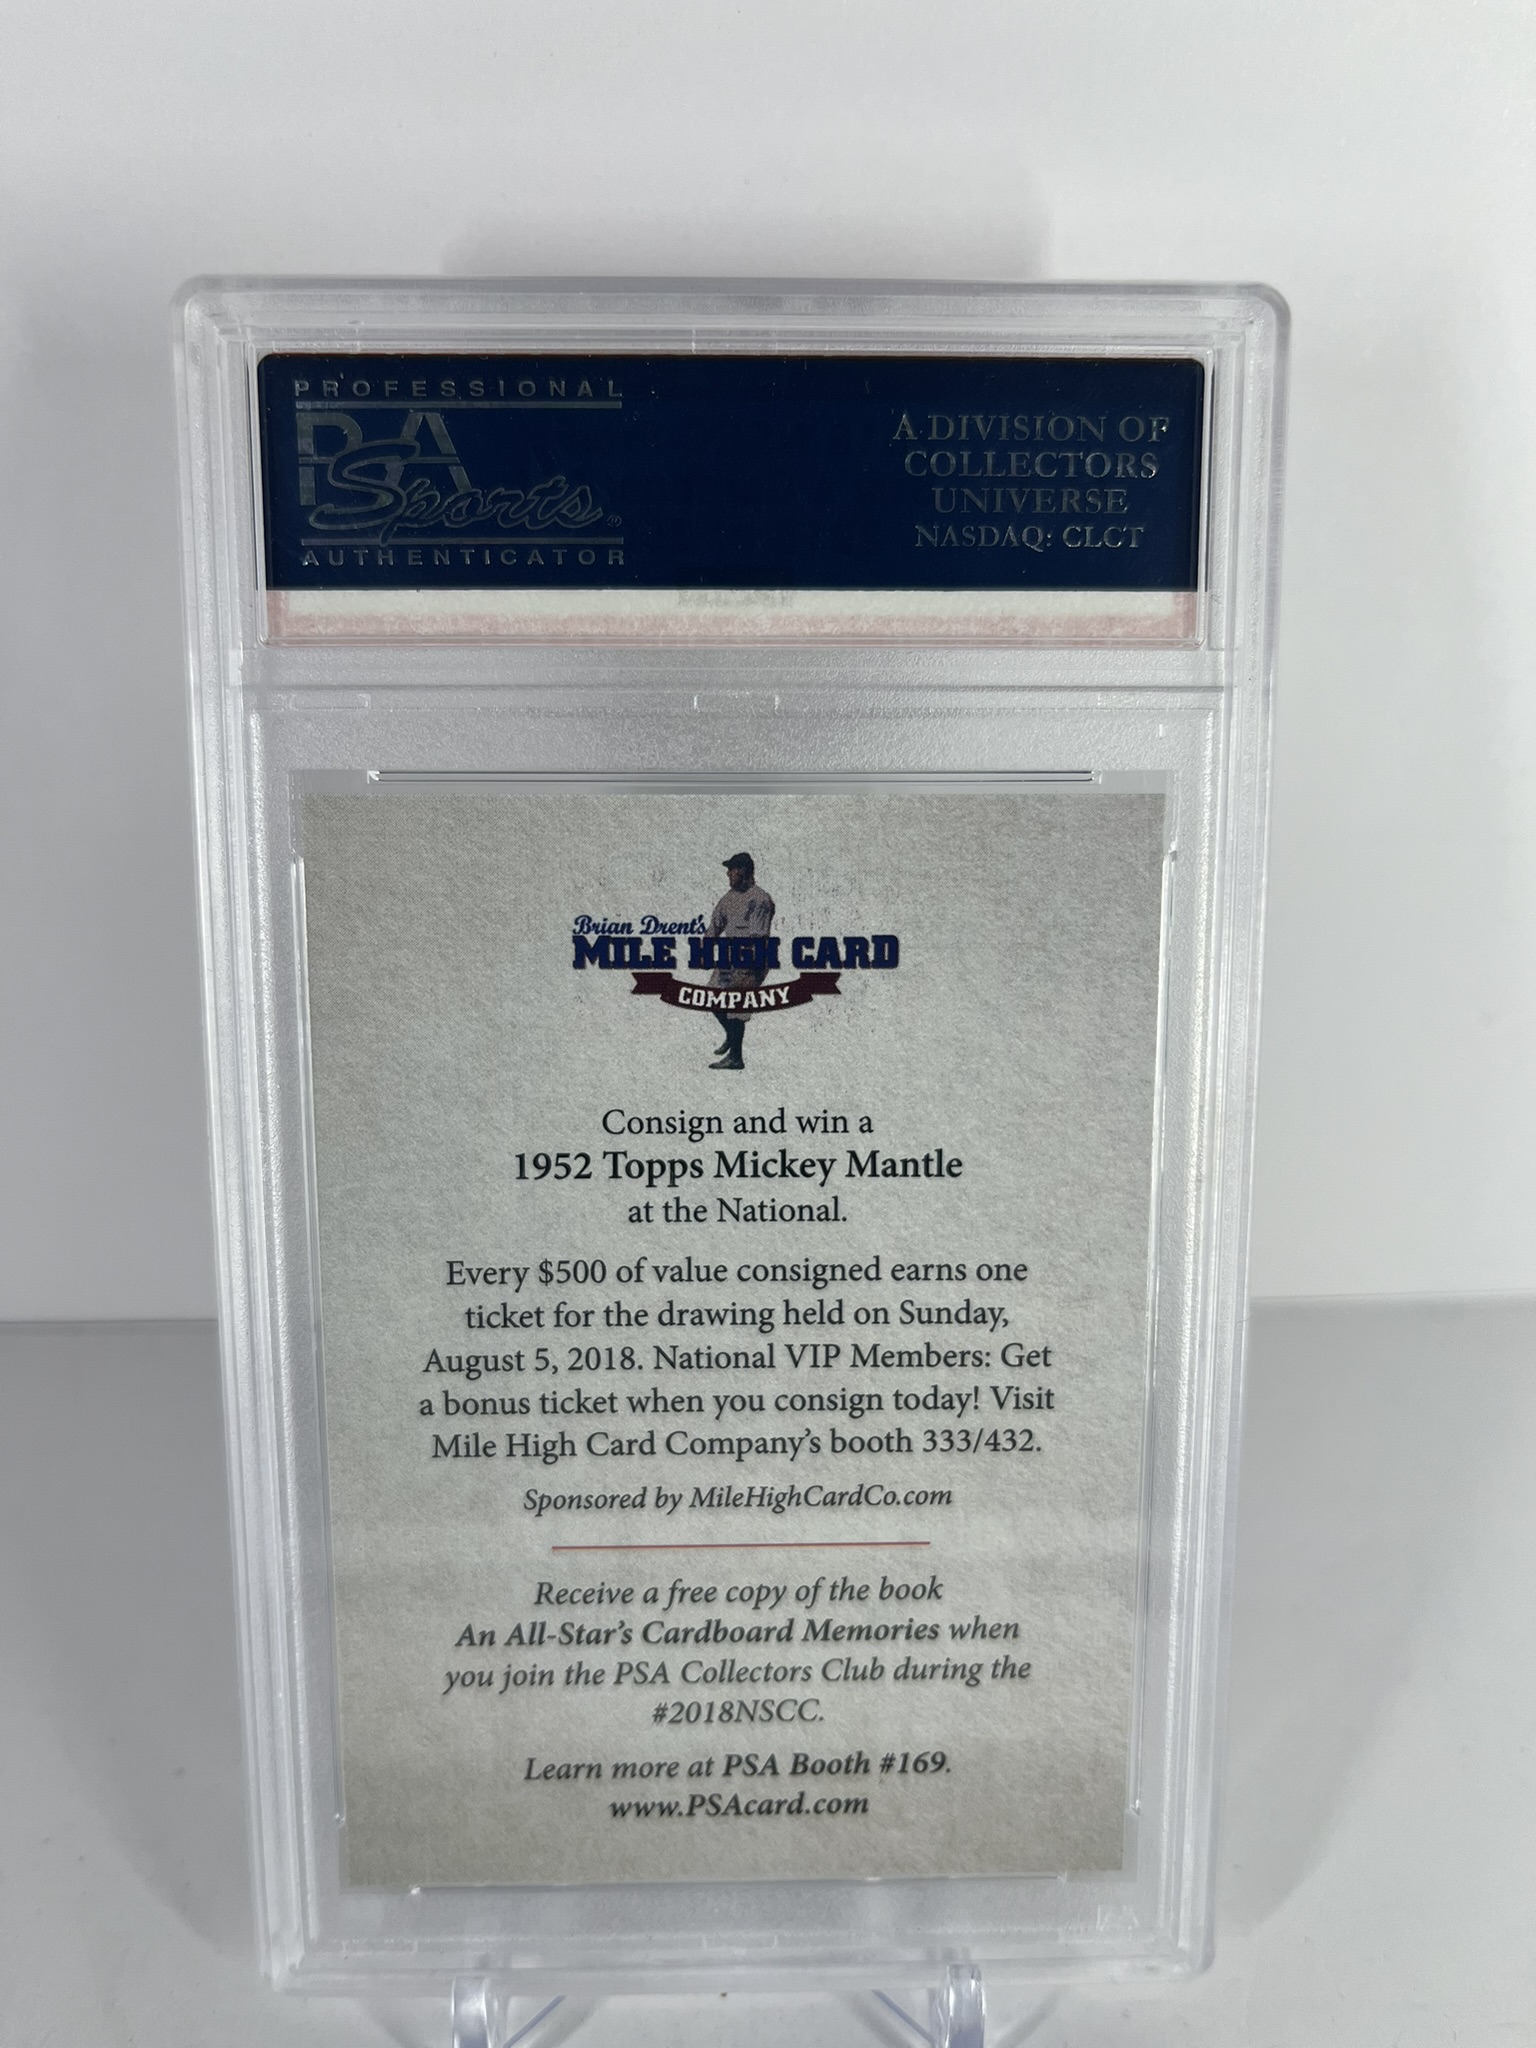 PROFESSIONAL
PSA
Sports®
AUTHENTICATOR
A DIVISION OF
COLLECTORS
UNIVERSE
NASDAQ: CLCT
Brian Drent's
MILE HIGH CARD
COMPANY
Consign and win a
1952 Topps Mickey Mantle
at the National.
Every $500 of value consigned earns one
ticket for the drawing held on Sunday,
August 5, 2018. National VIP Members: Get
a bonus ticket when you consign today! Visit
Mile High Card Company's booth 333/432.
Sponsored by MileHighCardCo.com
Receive a free copy of the book
An All-Star's Cardboard Memories when
you join the PSA Collectors Club during the
#2018NSCC.
Learn more at PSA Booth #169.
www.PSAcard.com